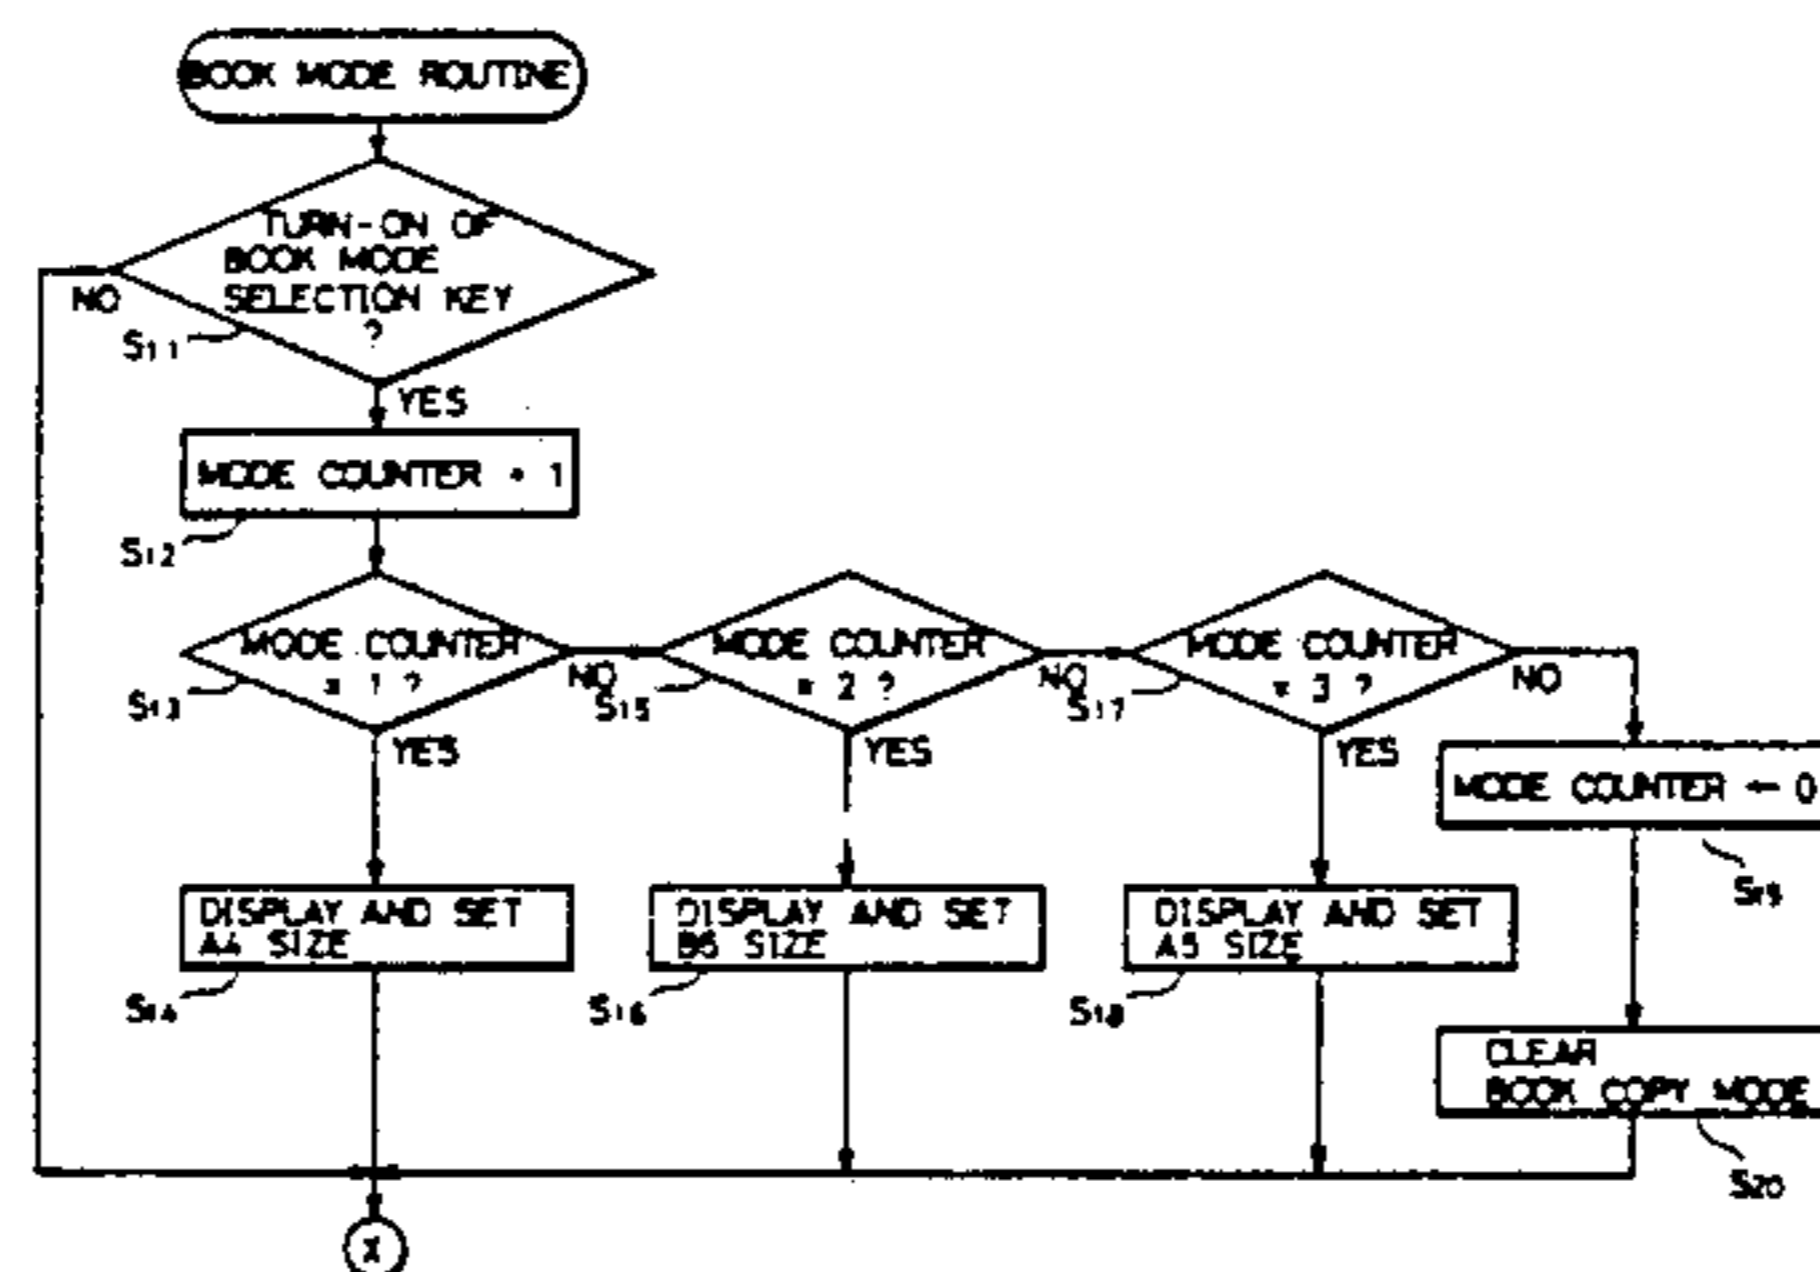 BOOK MODE ROUTINE
TURN-ON OF
BOOK MODE
SELECTION KEY
?
NO
S11
YES
MODE COUNTER + 1
S12
MODE COUNTER
= 1 ?
NO
S13
YES
MODE COUNTER
= 2 ?
NO
S15
YES
MODE COUNTER
= 3 ?
NO
S17
YES
MODE COUNTER ← 0
S19
DISPLAY AND SET
A4 SIZE
S14
DISPLAY AND SET
B5 SIZE
S16
DISPLAY AND SET
A5 SIZE
S18
CLEAR
BOOK COPY MODE
S20
X